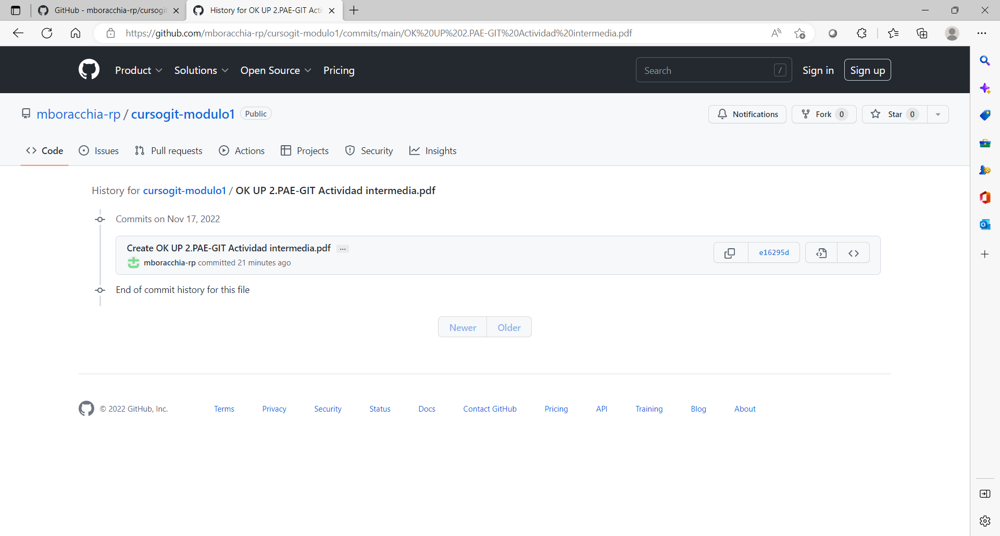 GitHub - mboracchia-rp/cursogit
History for OK UP 2.PAE-GIT Acti
https://github.com/mboracchia-rp/cursogit-modulo1/commits/main/OK%20UP%202.PAE-GIT%20Actividad%20intermedia.pdf
Product
Solutions
Open Source
Pricing
Search
/
Sign in
Sign up
mboracchia-rp / cursogit-modulo1
Public
Notifications
Fork 0
Star 0
Code
Issues
Pull requests
Actions
Projects
Security
Insights
History for cursogit-modulo1 / OK UP 2.PAE-GIT Actividad intermedia.pdf
Commits on Nov 17, 2022
Create OK UP 2.PAE-GIT Actividad intermedia.pdf ...
mboracchia-rp committed 21 minutes ago
e16295d
End of commit history for this file
Newer
Older
© 2022 GitHub, Inc.
Terms
Privacy
Security
Status
Docs
Contact GitHub
Pricing
API
Training
Blog
About